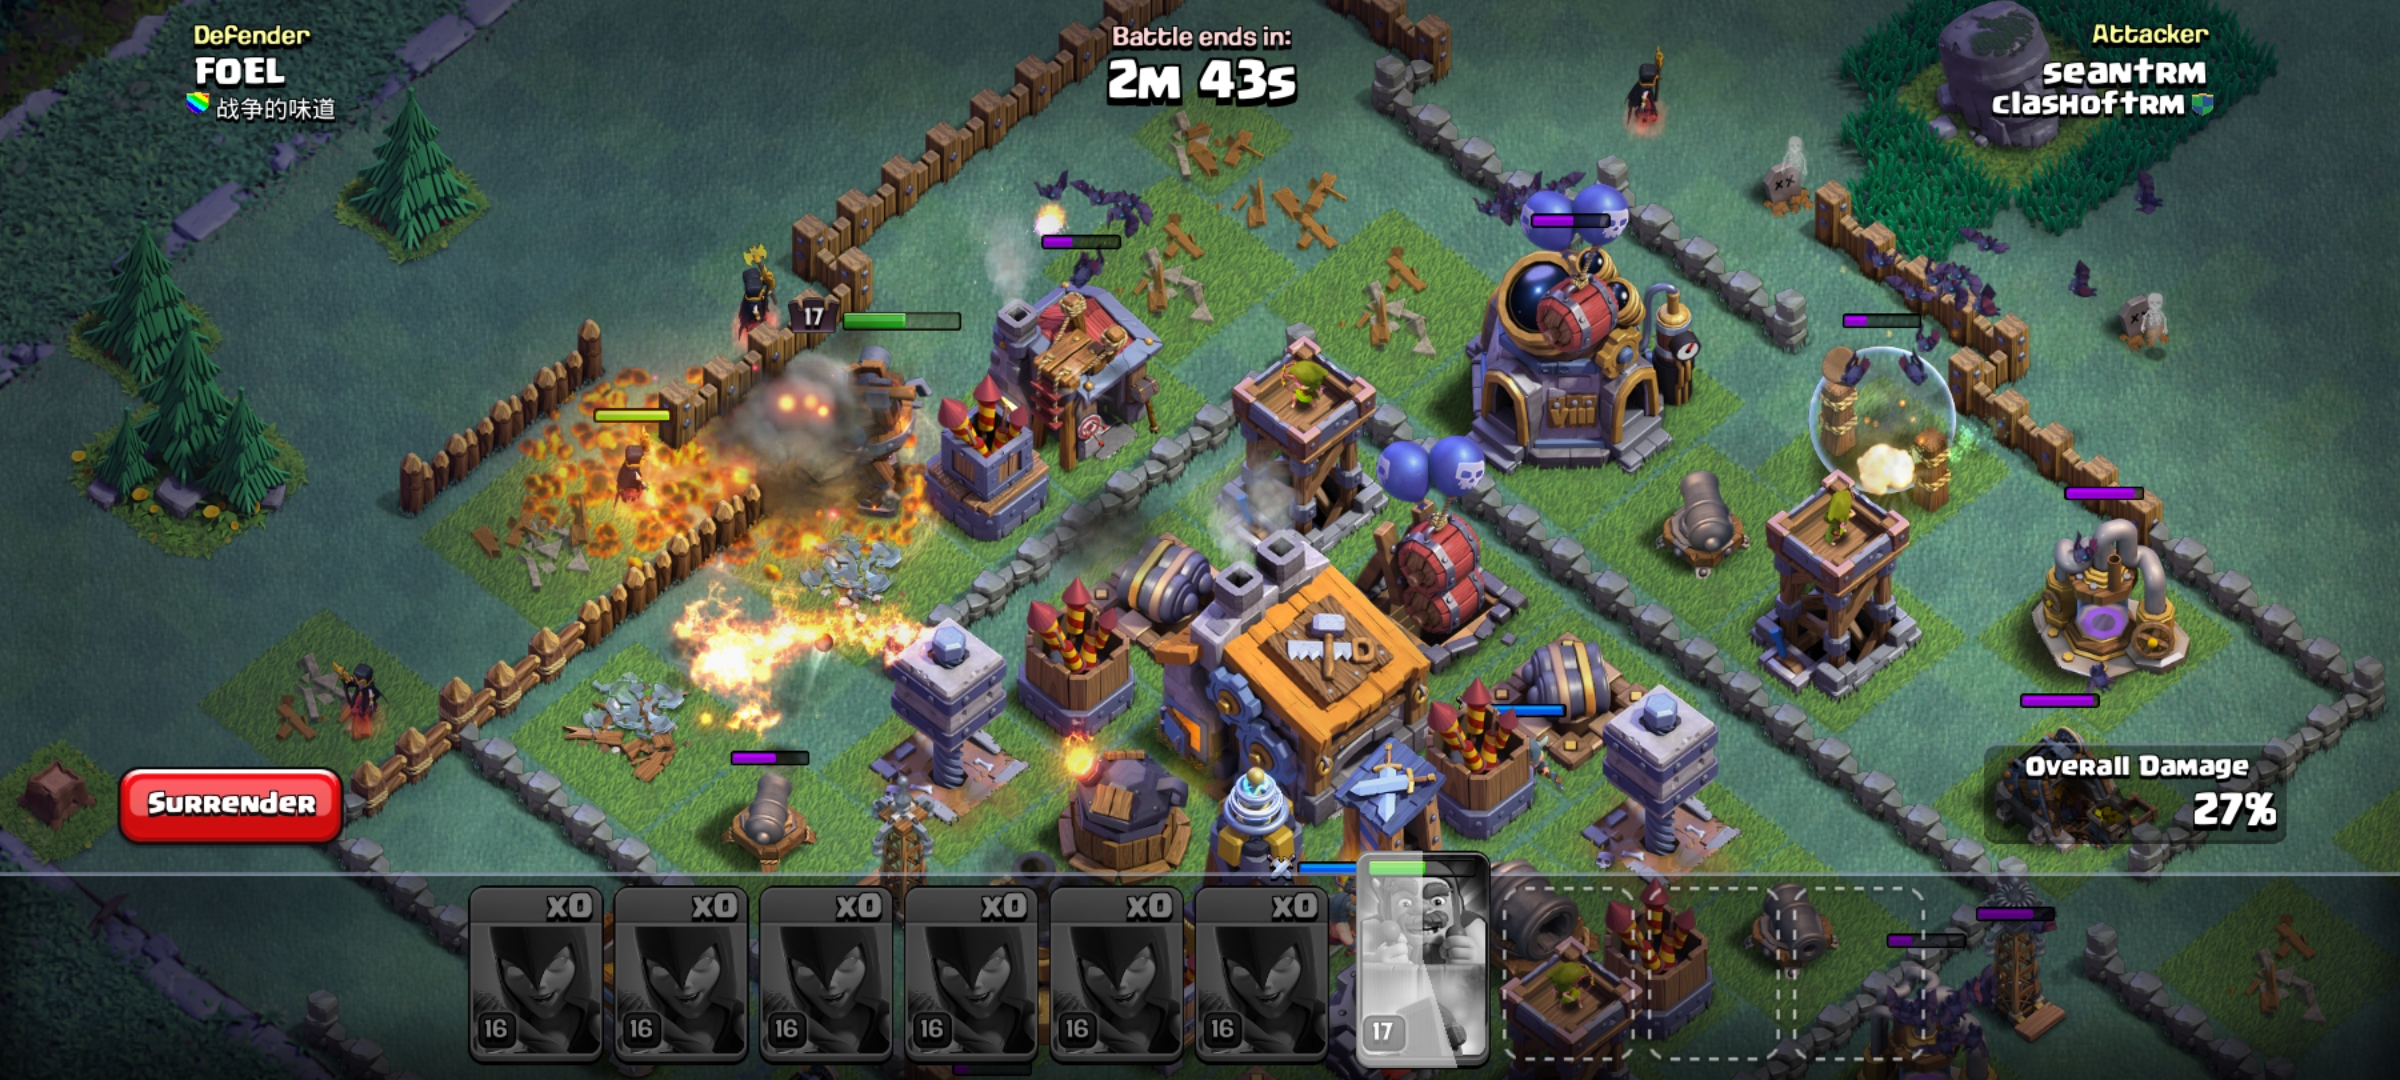 Defender
FOEL
战争的味道
Battle ends in:
2M 43s
Attacker
seantRM
clashoftRM
17
VIII
Surrender
Overall Damage
27%
x0
x0
x0
x0
x0
x0
16
16
16
16
16
16
17